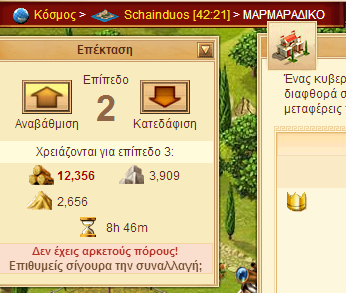 Κόσμος > Schainduos [42:21] > ΜΑΡΜΑΡΑΔΙΚΟ
Επέκταση
Επίπεδο
2
Αναβάθμιση
Κατεδάφιση
Χρειάζονται για επίπεδο 3:
12,356 3,909
2,656
8h 46m
Δεν έχεις αρκετούς πόρους!
Επιθυμείς σίγουρα την συναλλαγή;
Ένας κυβερ
διαφθορά σ
μεταφέρεις